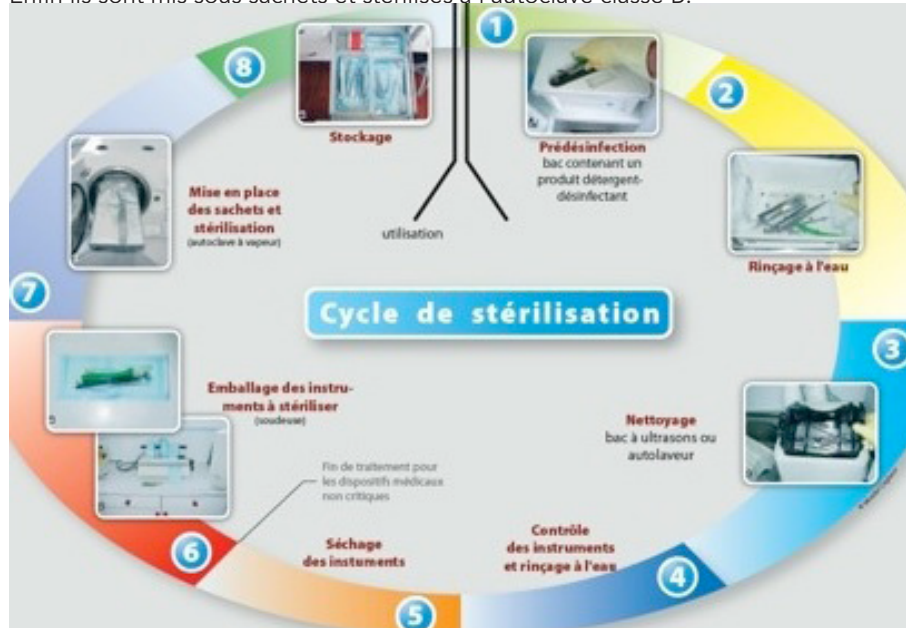 Enfin ils sont mis sous sachets et stérilisés à l'autoclave classe B.
1
Prédésinfection
bac contenant un
produit détergent-
désinfectant
2
Rinçage à l'eau
3
Nettoyage
bac à ultrasons ou
autolaveur
4
Contrôle
des instruments
et rinçage à l'eau
5
Séchage
des instuments
6
Fin de traitement pour
les dispositifs médicaux
non critiques
Emballage des instru-
ments à stériliser
(soudeuse)
7
Mise en place
des sachets et
stérilisation
(autoclave à vapeur)
8
Stockage
utilisation
Cycle de stérilisation